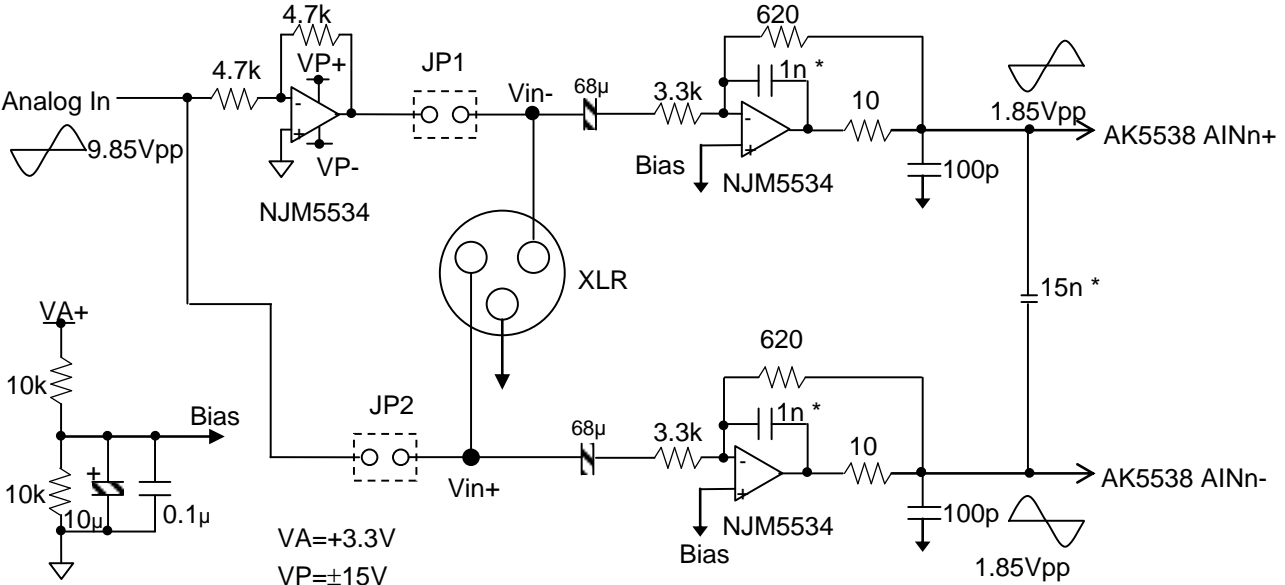 4.7k
620
VP+
JP1
1n *
4.7k
68µ
3.3k
Vin-
10
1.85Vpp
Analog In
-
+
-
+
AK5538 AINn+
9.85Vpp
VP-
Bias
NJM5534
100p
NJM5534
XLR
15n *
VA+
620
10k
JP2
1n *
Bias
68µ
3.3k
10
+
-
+
AK5538 AINn-
10k
Vin+
10µ
0.1µ
NJM5534
100p
VA=+3.3V
Bias
VP=±15V
1.85Vpp